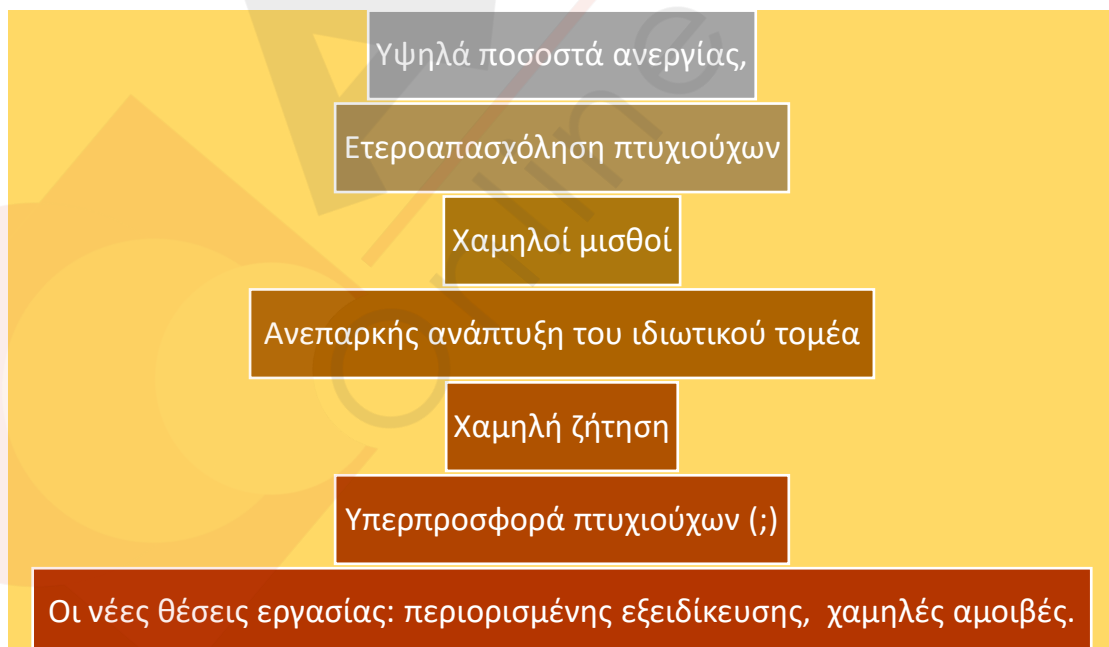 Υψηλά ποσοστά ανεργίας,
Ετεροαπασχόληση πτυχιούχων
Χαμηλοί μισθοί
Ανεπαρκής ανάπτυξη του ιδιωτικού τομέα
Χαμηλή ζήτηση
Υπερπροσφορά πτυχιούχων (;)
Οι νέες θέσεις εργασίας: περιορισμένης εξειδίκευσης, χαμηλές αμοιβές.
online